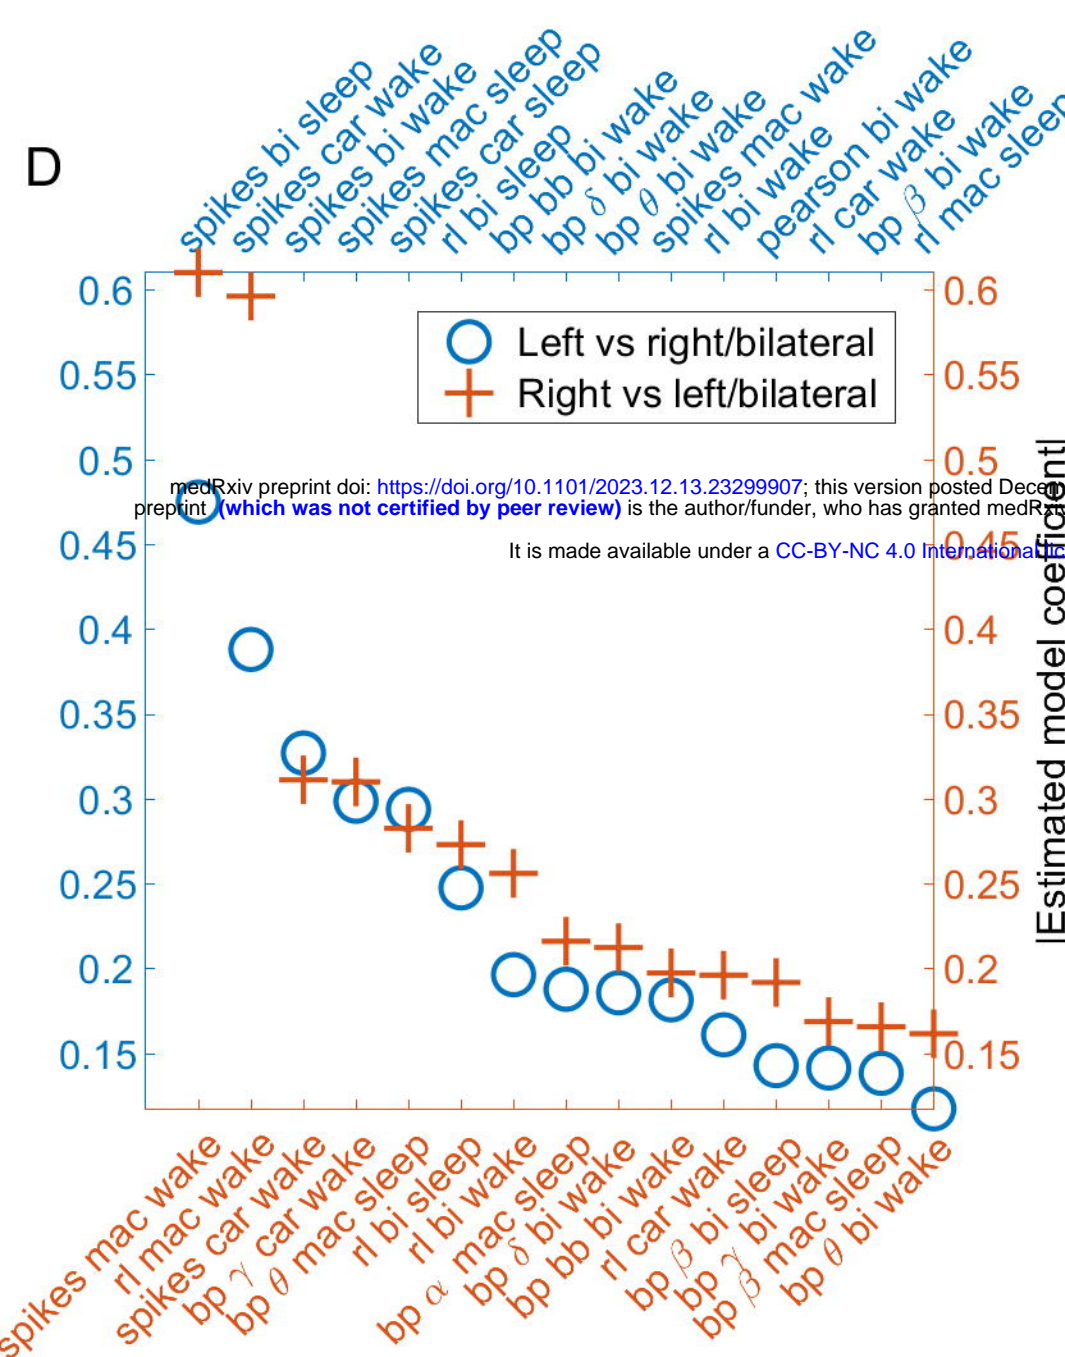 D
spikes bi sleep
spikes car wake
spikes bi wake
spikes mac sleep
spikes car sleep
rl bi sleep
bp bb bi wake
bp δ bi wake
bp θ bi wake
spikes mac wake
rl bi wake
pearson bi wake
rl car wake
bp β bi wake
rl mac sleep
0.6
0.55
0.5
0.45
0.4
0.35
0.3
0.25
0.2
0.15
Left vs right/bilateral
Right vs left/bilateral
medRxiv preprint doi: https://doi.org/10.1101/2023.12.13.23299907; this version posted
preprint (which was not certified by peer review) is the author/funder, who has granted
It is made available under a CC-BY-NC 4.0 International
0.6
0.55
0.5
0.45
0.4
0.35
0.3
0.25
0.2
0.15
|Estimated model coefficient|
spikes mac wake
rl mac wake
spikes car wake
bp γ car wake
bp θ mac sleep
rl bi sleep
rl bi wake
bp α mac sleep
bp δ bi wake
bp bb bi wake
rl car wake
bp β bi sleep
bp γ bi wake
bp β mac sleep
bp θ bi wake